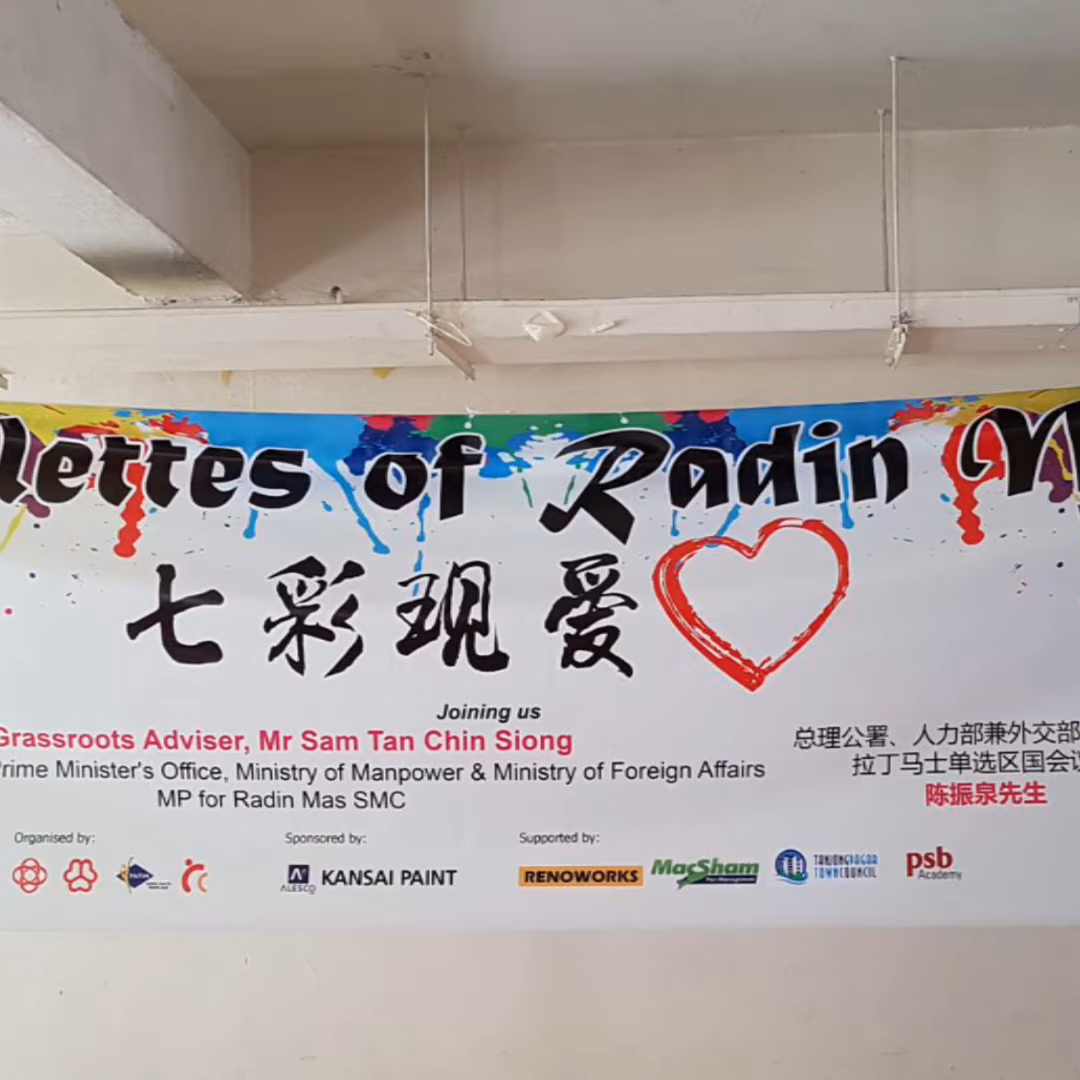 lettes of Radin M
七彩现爱
Joining us
Grassroots Adviser, Mr Sam Tan Chin Siong
rime Minister's Office, Ministry of Manpower & Ministry of Foreign Affairs
MP for Radin Mas SMC
总理公署、人力部兼外交部
拉丁马士单选区国会议
陈振泉先生
Organised by:
Sponsored by:
ALESCO
KANSAI PAINT
Supported by:
RENOWORKS
MacSham
TANJONG PAGAR
TOWN COUNCIL
psb
Academy